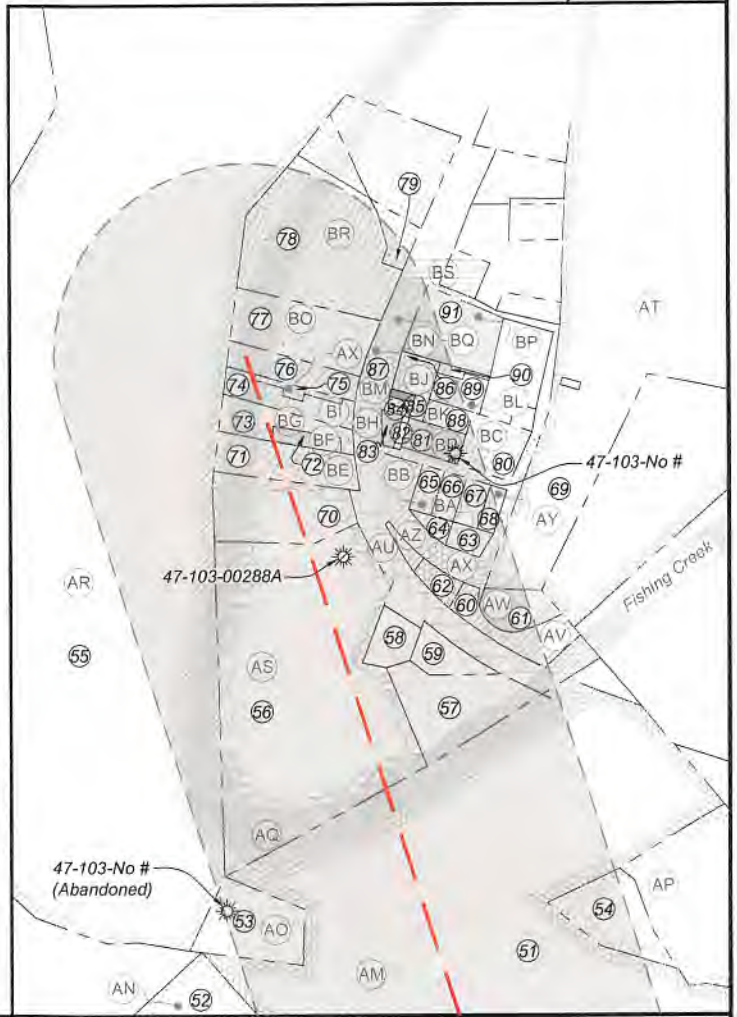 79
78 BR
BS
91
AT
77 BO
BN BQ
BP
AX
76
87
90
74
75
BM
BJ
86 89
BL
BI
84 85
BK
88
73
BG
BH
BC
82 81 BD
BF
83
71
72
BE
80
BB
47-103-No #
65 66 67
69
BA
68
AY
70
64 63
AZ
AU
AX
47-103-00288A
62
60
AW 61
Fishing Creek
AR
AV
58
59
55
AS
56
57
AQ
47-103-No #
(Abandoned)
AP
54
53
AO
51
AM
AN
52